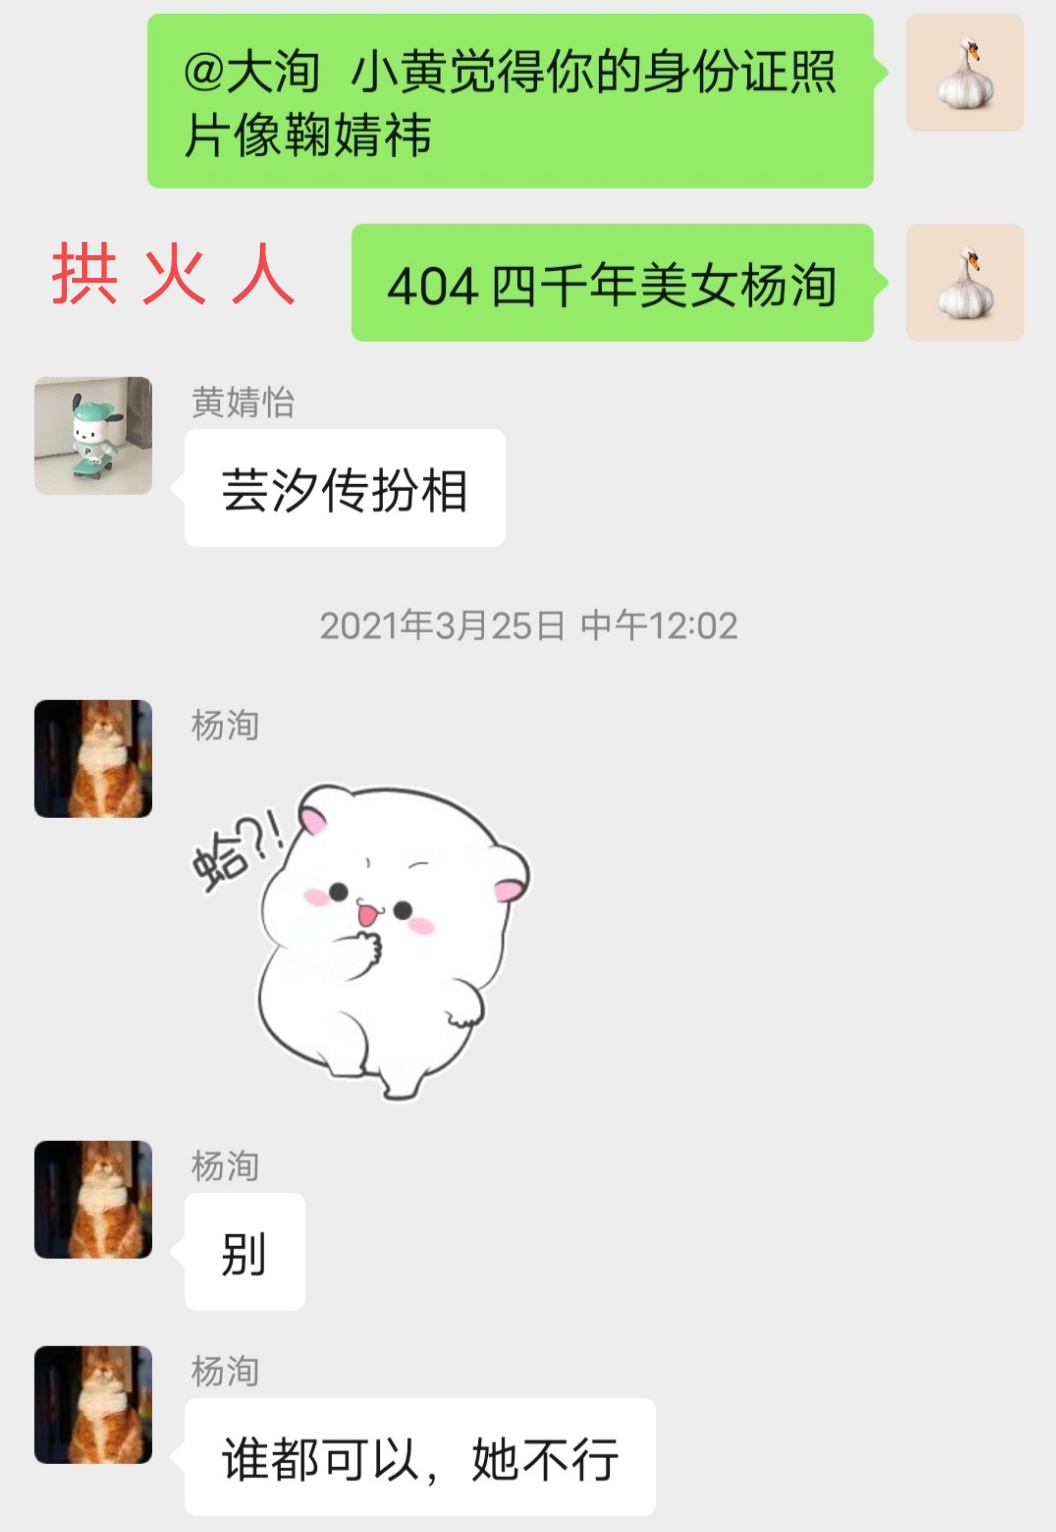 @大洵 小黄觉得你的身份证照
片像鞠婧祎
拱火人
404四千年美女杨洵
黄婧怡
芸汐传扮相
2021年3月25日 中午12:02
杨洵
蛤?!
杨洵
别
杨洵
谁都可以，她不行